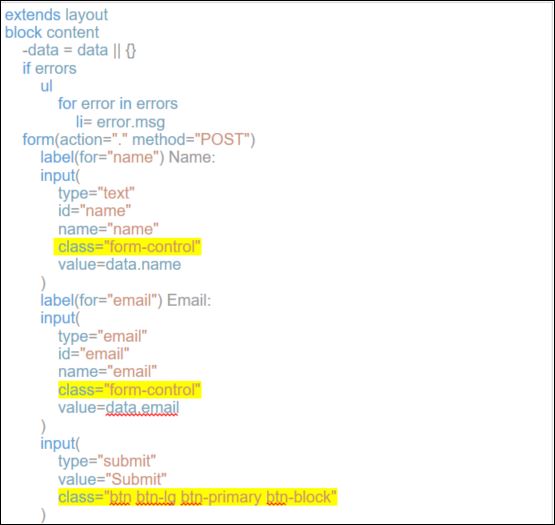 extends layout
block content
-data = data || {}
if errors
ul
for error in errors
li= error.msg
form(action="." method="POST")
label(for="name") Name:
input(
type="text"
id="name"
name="name"
class="form-control"
value=data.name
)
label(for="email") Email:
input(
type="email"
id="email"
name="email"
class="form-control"
value=data.email
)
input(
type="submit"
value="Submit"
class="btn btn-lg btn-primary btn-block"
)